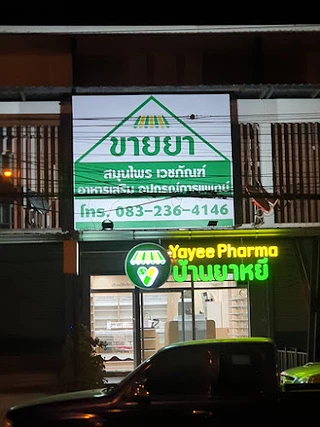 ขายยา
สมุนไพร เวชภัณฑ์
อาหารเสริม อุปกรณ์การแพทย์
โทร. 083-236-4146
Yayee Pharma
บ้านยาหยี